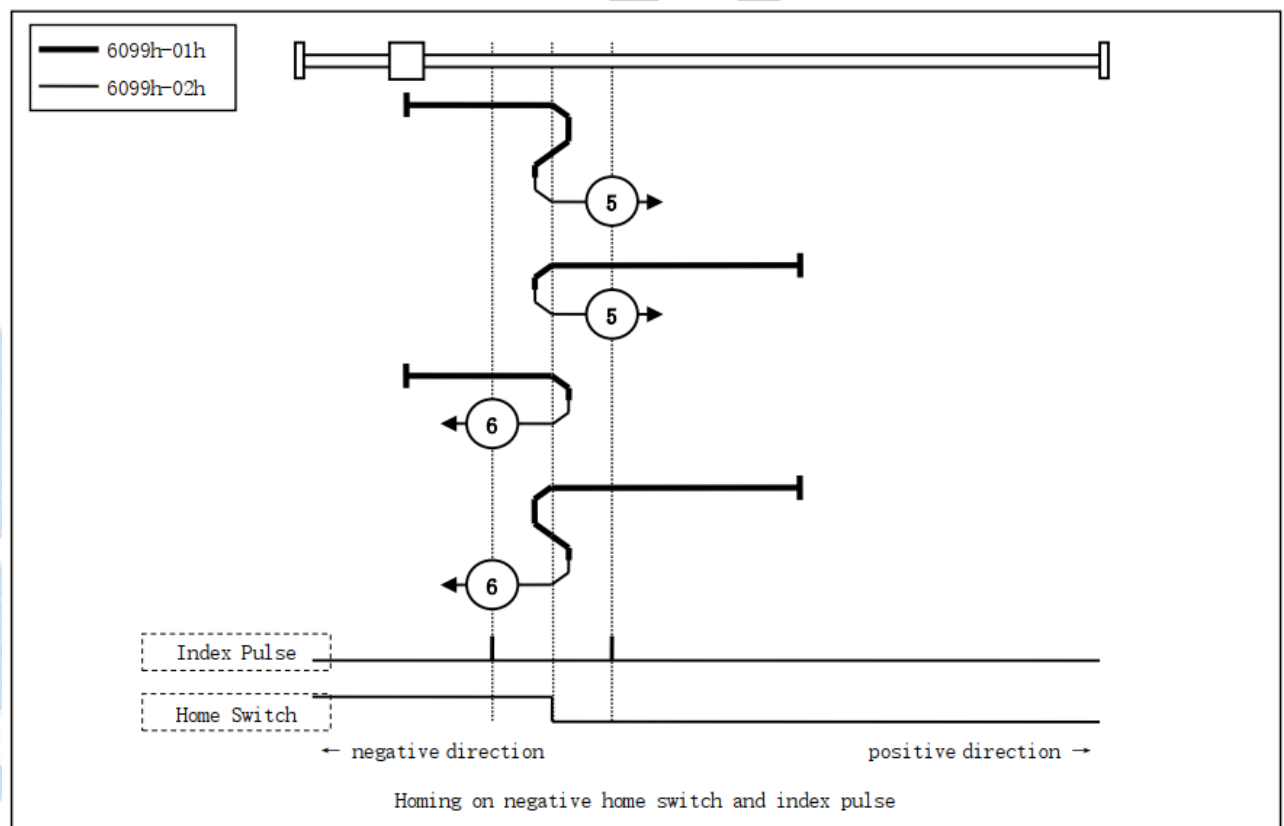 6099h-01h
6099h-02h
5
5
6
6
Index Pulse
Home Switch
← negative direction
positive direction →
Homing on negative home switch and index pulse